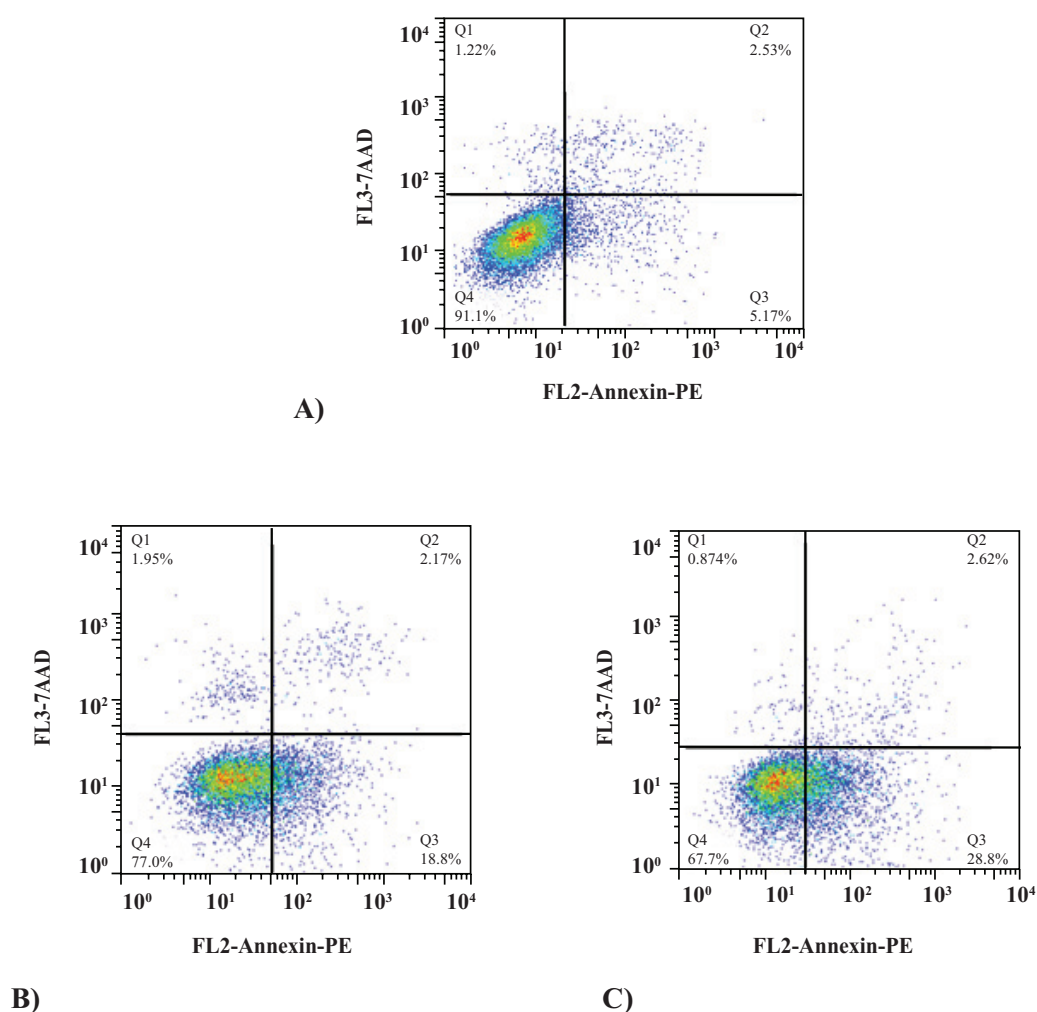 Q1
1.22%
Q2
2.53%
10⁴
10³
10²
10¹
10⁰
FL3-7AAD
Q4
91.1%
Q3
5.17%
10⁰ 10¹ 10² 10³ 10⁴
FL2-Annexin-PE
A)
Q1
1.95%
Q2
2.17%
10⁴
10³
10²
10¹
10⁰
FL3-7AAD
Q4
77.0%
Q3
18.8%
10⁰ 10¹ 10² 10³ 10⁴
FL2-Annexin-PE
B)
Q1
0.874%
Q2
2.62%
10⁴
10³
10²
10¹
10⁰
FL3-7AAD
Q4
67.7%
Q3
28.8%
10⁰ 10¹ 10² 10³ 10⁴
FL2-Annexin-PE
C)